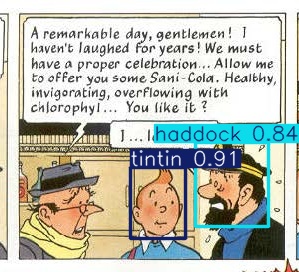 A remarkable day, gentlemen! I
haven't laughed for years! We must
have a proper celebration... Allow me
to offer you some Sani-Cola. Healthy,
invigorating, overflowing with
chlorophyl... You like it?
I... I
haddock 0.84
tintin 0.91